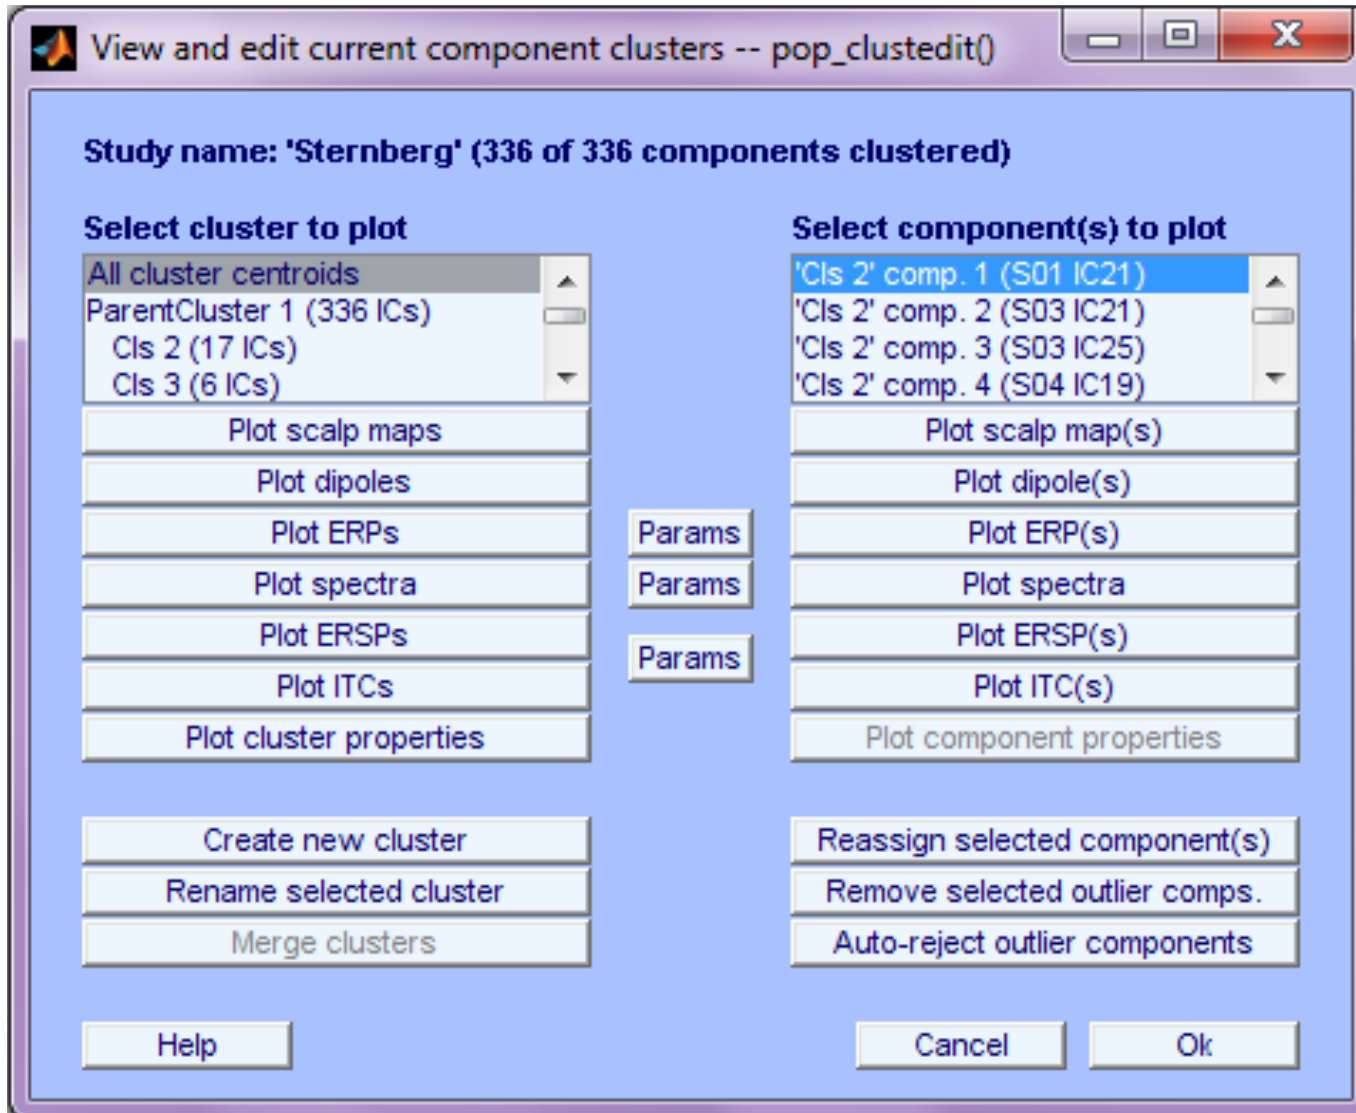 View and edit current component clusters -- pop_clustedit()
Study name: 'Sternberg' (336 of 336 components clustered)
Select cluster to plot
Select component(s) to plot
All cluster centroids
ParentCluster 1 (336 ICs)
Cls 2 (17 ICs)
Cls 3 (6 ICs)
'Cls 2' comp. 1 (S01 IC21)
'Cls 2' comp. 2 (S03 IC21)
'Cls 2' comp. 3 (S03 IC25)
'Cls 2' comp. 4 (S04 IC19)
Plot scalp maps
Plot scalp map(s)
Plot dipoles
Plot dipole(s)
Plot ERPs
Params
Plot ERP(s)
Plot spectra
Params
Plot spectra
Plot ERSPs
Params
Plot ERSP(s)
Plot ITCs
Plot ITC(s)
Plot cluster properties
Plot component properties
Create new cluster
Reassign selected component(s)
Rename selected cluster
Remove selected outlier comps.
Merge clusters
Auto-reject outlier components
Help
Cancel
Ok